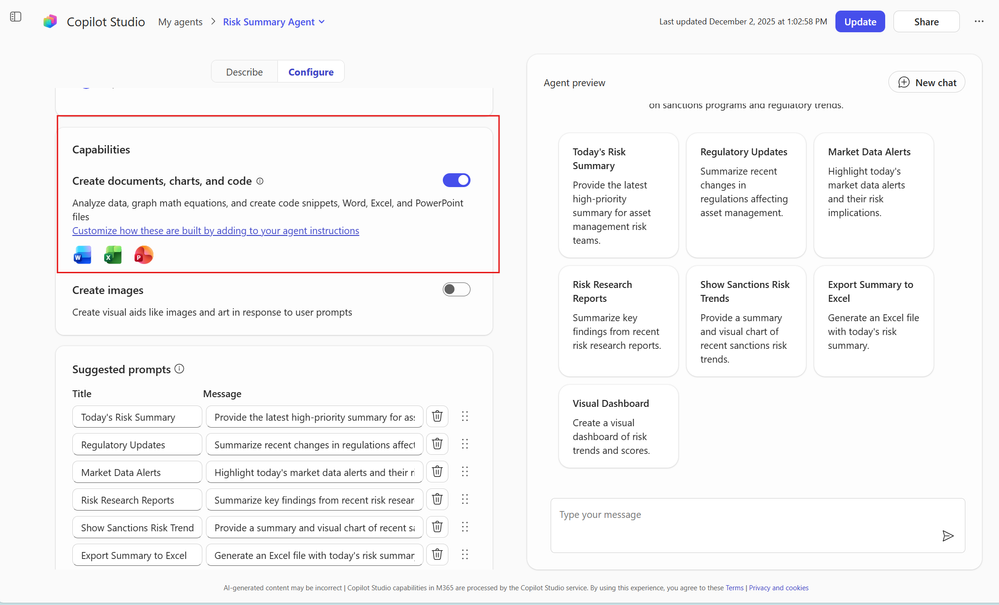 Copilot Studio
My agents > Risk Summary Agent
Last updated December 2, 2025 at 1:02:58 PM
Update
Share
Describe
Configure
Capabilities
Create documents, charts, and code
Analyze data, graph math equations, and create code snippets, Word, Excel, and PowerPoint
files
Customize how these are built by adding to your agent instructions
W
X
P
Create images
Create visual aids like images and art in response to user prompts
Suggested prompts
Title
Message
Today's Risk Summary
Provide the latest high-priority summary for as
Regulatory Updates
Summarize recent changes in regulations affect
Market Data Alerts
Highlight today's market data alerts and their r
Risk Research Reports
Summarize key findings from recent risk resear
Show Sanctions Risk Trend
Provide a summary and visual chart of recent sa
Export Summary to Excel
Generate an Excel file with today's risk summar
Agent preview
New chat
on sanctions programs and regulatory trends.
Today's Risk
Summary
Provide the latest
high-priority
summary for asset
management risk
teams.
Regulatory Updates
Summarize recent
changes in
regulations affecting
asset management.
Market Data Alerts
Highlight today's
market data alerts
and their risk
implications.
Risk Research
Reports
Summarize key
findings from recent
risk research reports.
Show Sanctions Risk
Trends
Provide a summary
and visual chart of
recent sanctions risk
trends.
Export Summary to
Excel
Generate an Excel file
with today's risk
summary.
Visual Dashboard
Create a visual
dashboard of risk
trends and scores.
Type your message
AI-generated content may be incorrect | Copilot Studio capabilities in M365 are processed by the Copilot Studio service. By using this experience, you agree to these Terms | Privacy and cookies